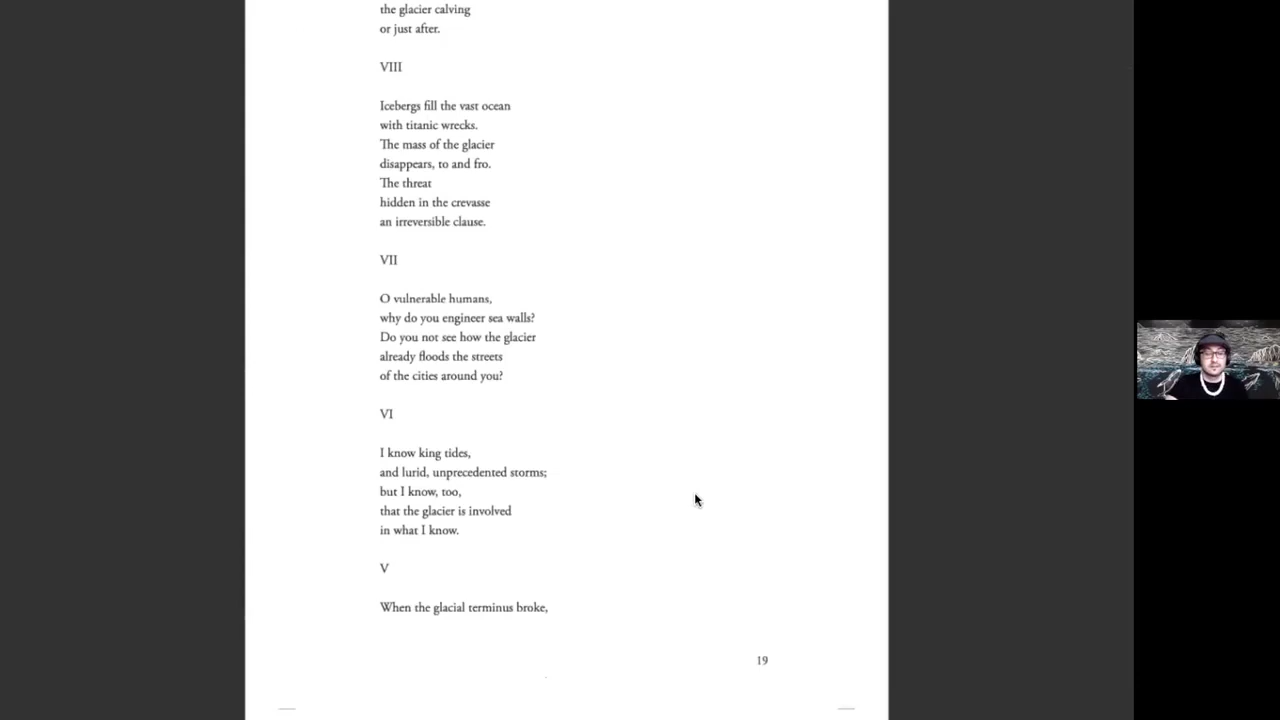 the glacier calving
or just after.
VIII
Icebergs fill the vast ocean
with titanic wrecks.
The mass of the glacier
disappears, to and fro.
The threat
hidden in the crevasse
an irreversible clause.
VII
O vulnerable humans,
why do you engineer sea walls?
Do you not see how the glacier
already floods the streets
of the cities around you?
VI
I know king tides,
and lurid, unprecedented storms;
but I know, too,
that the glacier is involved
in what I know.
V
When the glacial terminus broke,
19